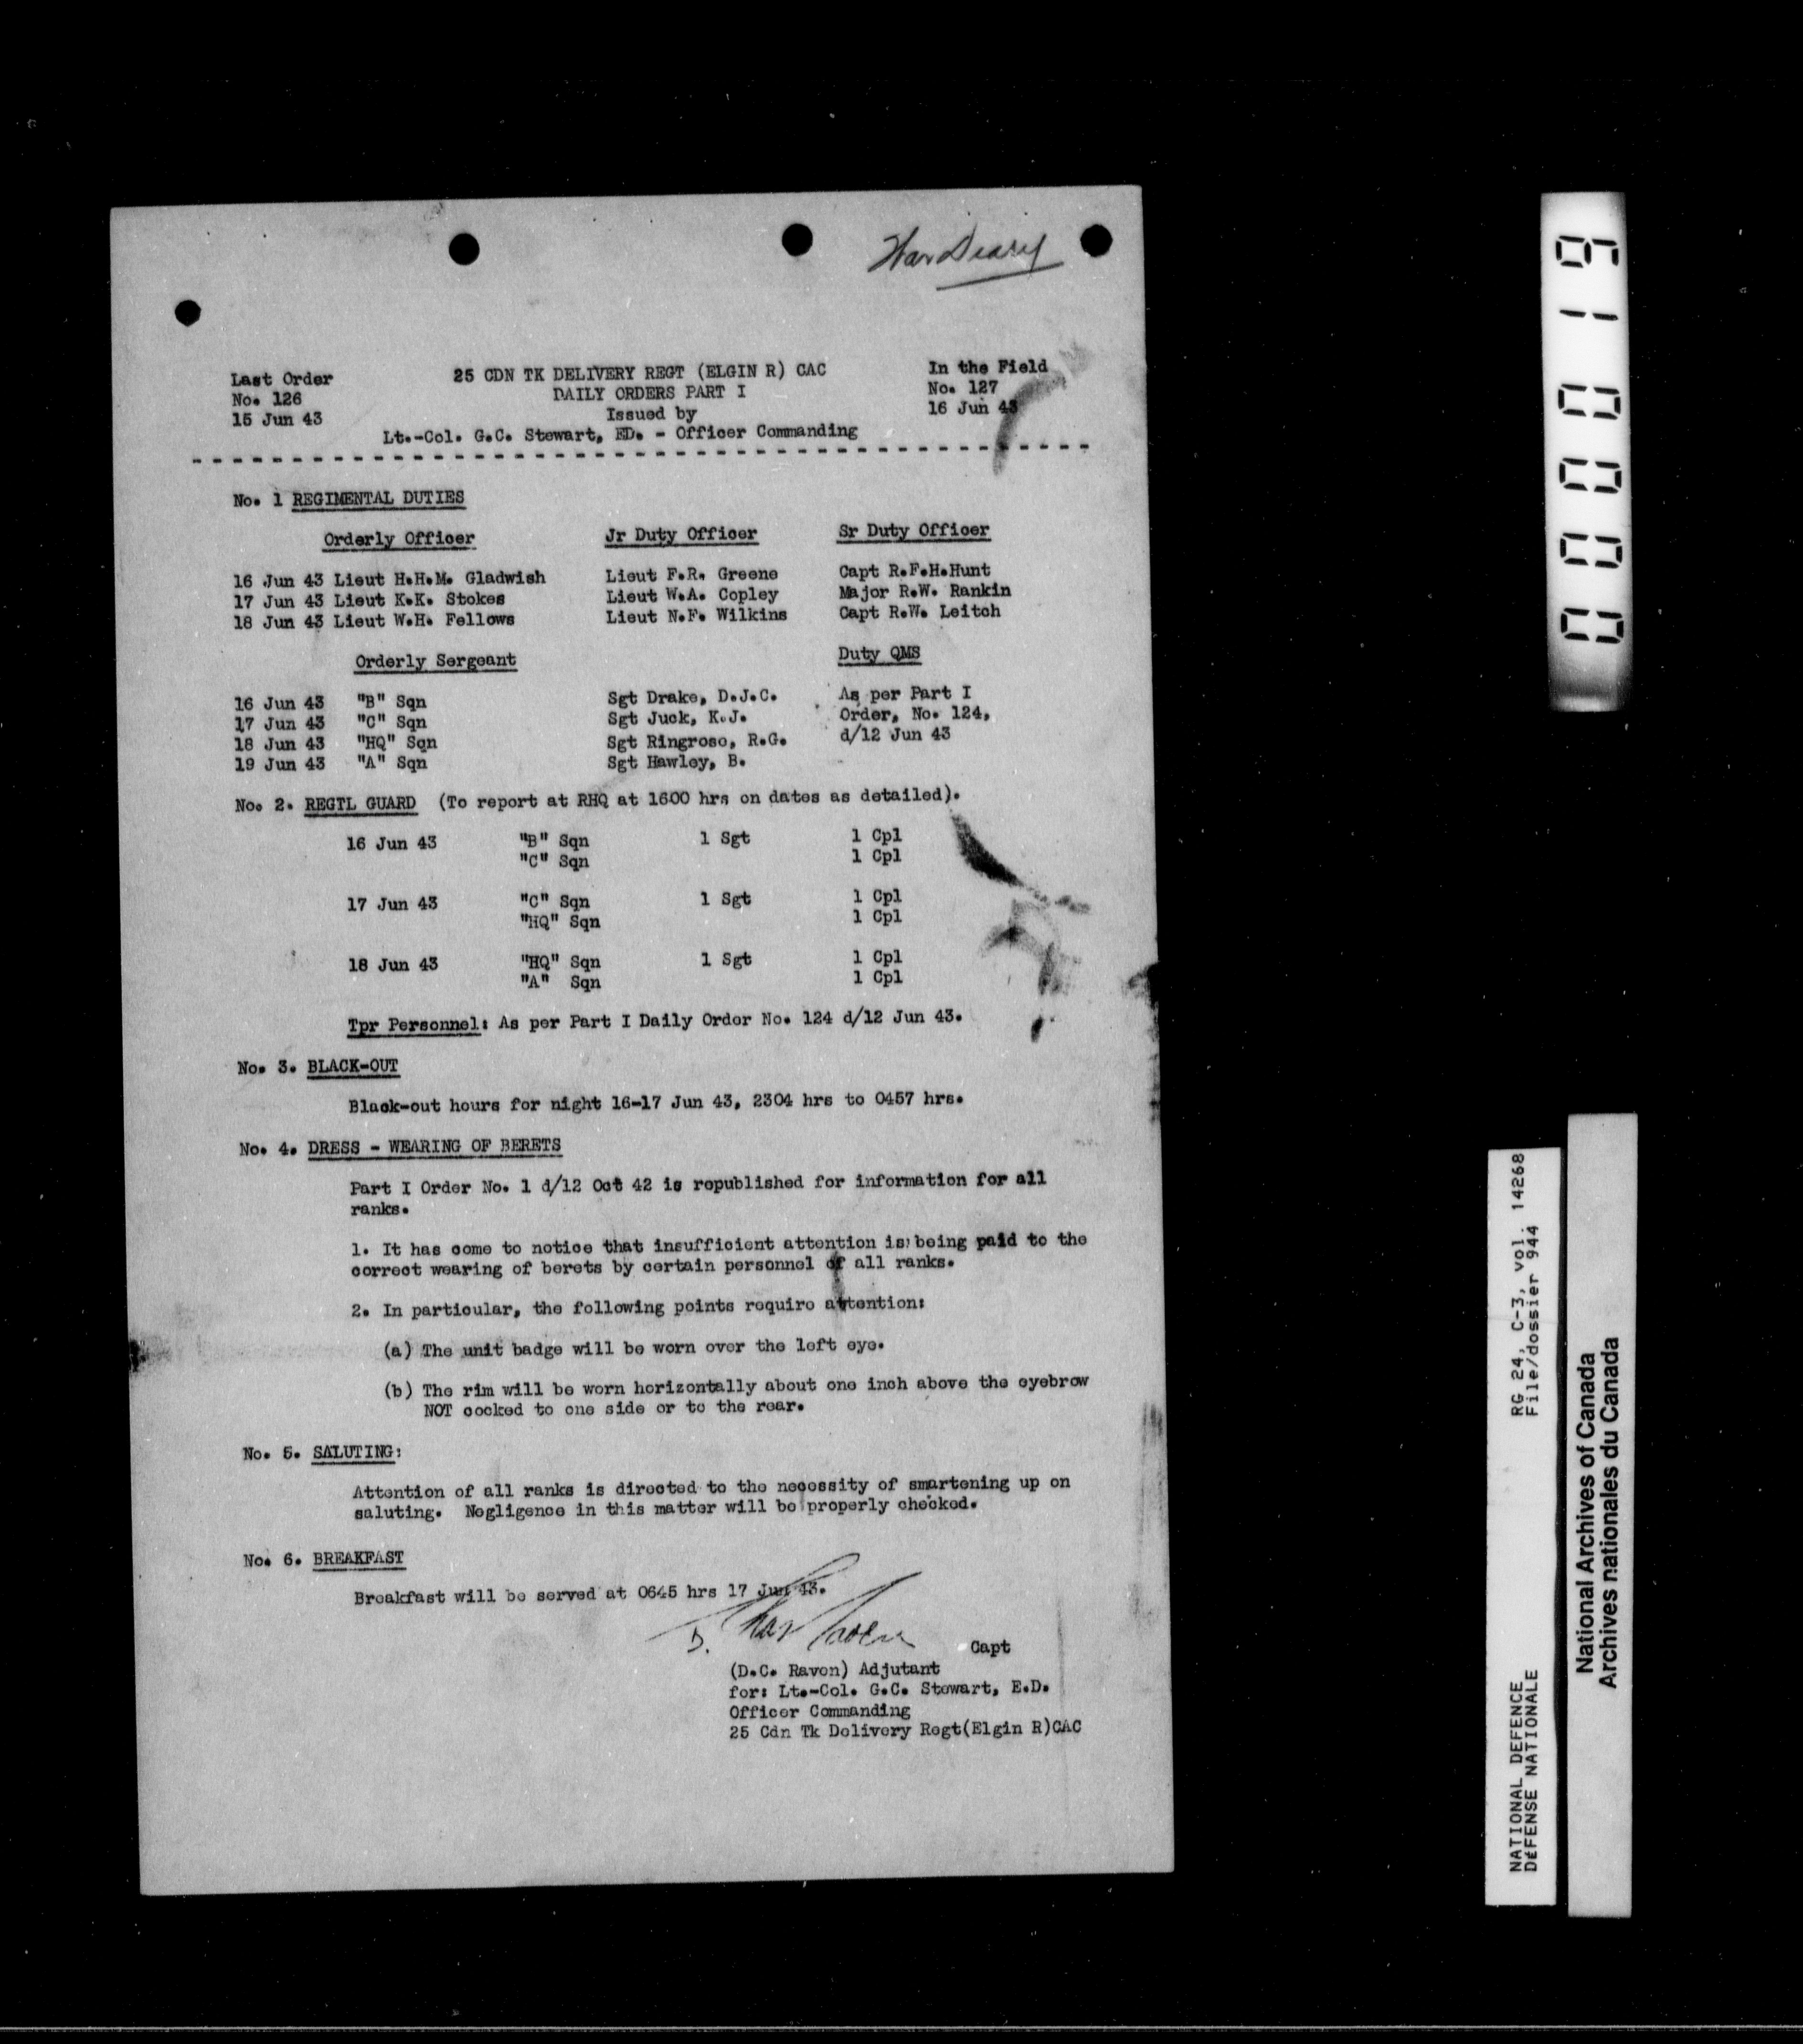 War Diary
Last Order
No. 126
15 Jun 43
25 CDN TK DELIVERY REGT (ELGIN R) CAC
DAILY ORDERS PART I
Issued by
Lt.-Col. G.C. Stewart, ED. - Officer Commanding
In the Field
No. 127
16 Jun 43
No. 1 REGIMENTAL DUTIES
Orderly Officer Jr Duty Officer Sr Duty Officer
16 Jun 43 Lieut H.H.M. Gladwish Lieut F.R. Greene Capt R.F.H.Hunt
17 Jun 43 Lieut K.K. Stokes Lieut W.A. Copley Major R.W. Rankin
18 Jun 43 Lieut W.H. Fellows Lieut N.F. Wilkins Capt R.W. Leitch
Orderly Sergeant Duty QMS
16 Jun 43 "B" Sqn Sgt Drake, D.J.C. As per Part I
17 Jun 43 "C" Sqn Sgt Juck, K.J. Order, No. 124,
18 Jun 43 "HQ" Sqn Sgt Ringrose, R.G. d/12 Jun 43
19 Jun 43 "A" Sqn Sgt Hawley, B.
No. 2. REGTL GUARD (To report at RHQ at 1600 hrs on dates as detailed).
16 Jun 43 "B" Sqn 1 Sgt 1 Cpl
"C" Sqn 1 Cpl
17 Jun 43 "C" Sqn 1 Sgt 1 Cpl
"HQ" Sqn 1 Cpl
18 Jun 43 "HQ" Sqn 1 Sgt 1 Cpl
"A" Sqn 1 Cpl
Tpr Personnel: As per Part I Daily Order No. 124 d/12 Jun 43.
No. 3. BLACK-OUT
Black-out hours for night 16-17 Jun 43, 2304 hrs to 0457 hrs.
No. 4. DRESS - WEARING OF BERETS
Part I Order No. 1 d/12 Oct 42 is republished for information for all
ranks.
1. It has come to notice that insufficient attention is being paid to the
correct wearing of berets by certain personnel of all ranks.
2. In particular, the following points require attention:
(a) The unit badge will be worn over the left eye.
(b) The rim will be worn horizontally about one inch above the eyebrow
NOT cocked to one side or to the rear.
No. 5. SALUTING:
Attention of all ranks is directed to the necessity of smartening up on
saluting. Negligence in this matter will be properly checked.
No. 6. BREAKFAST
Breakfast will be served at 0645 hrs 17 Jun 43.
Capt
(D.C. Raven) Adjutant
for: Lt.-Col. G.C. Stewart, E.D.
Officer Commanding
25 Cdn Tk Delivery Regt(Elgin R)CAC
000019
NATIONAL DEFENCE RG 24, C-3, vol. 14268
DÉFENSE NATIONALE File/dossier 944
National Archives of Canada
Archives nationales du Canada